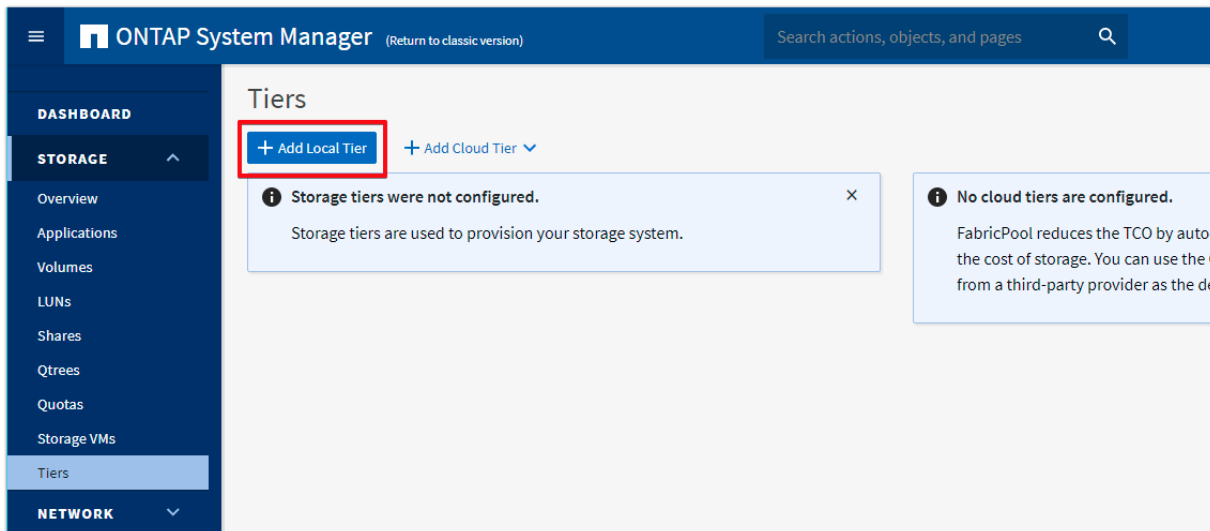 ONTAP System Manager (Return to classic version)
Search actions, objects, and pages
DASHBOARD
STORAGE
Overview
Applications
Volumes
LUNs
Shares
Qtrees
Quotas
Storage VMs
Tiers
NETWORK
Tiers
+ Add Local Tier
+ Add Cloud Tier
Storage tiers were not configured.
Storage tiers are used to provision your storage system.
No cloud tiers are configured.
FabricPool reduces the TCO by auto
the cost of storage. You can use the
from a third-party provider as the